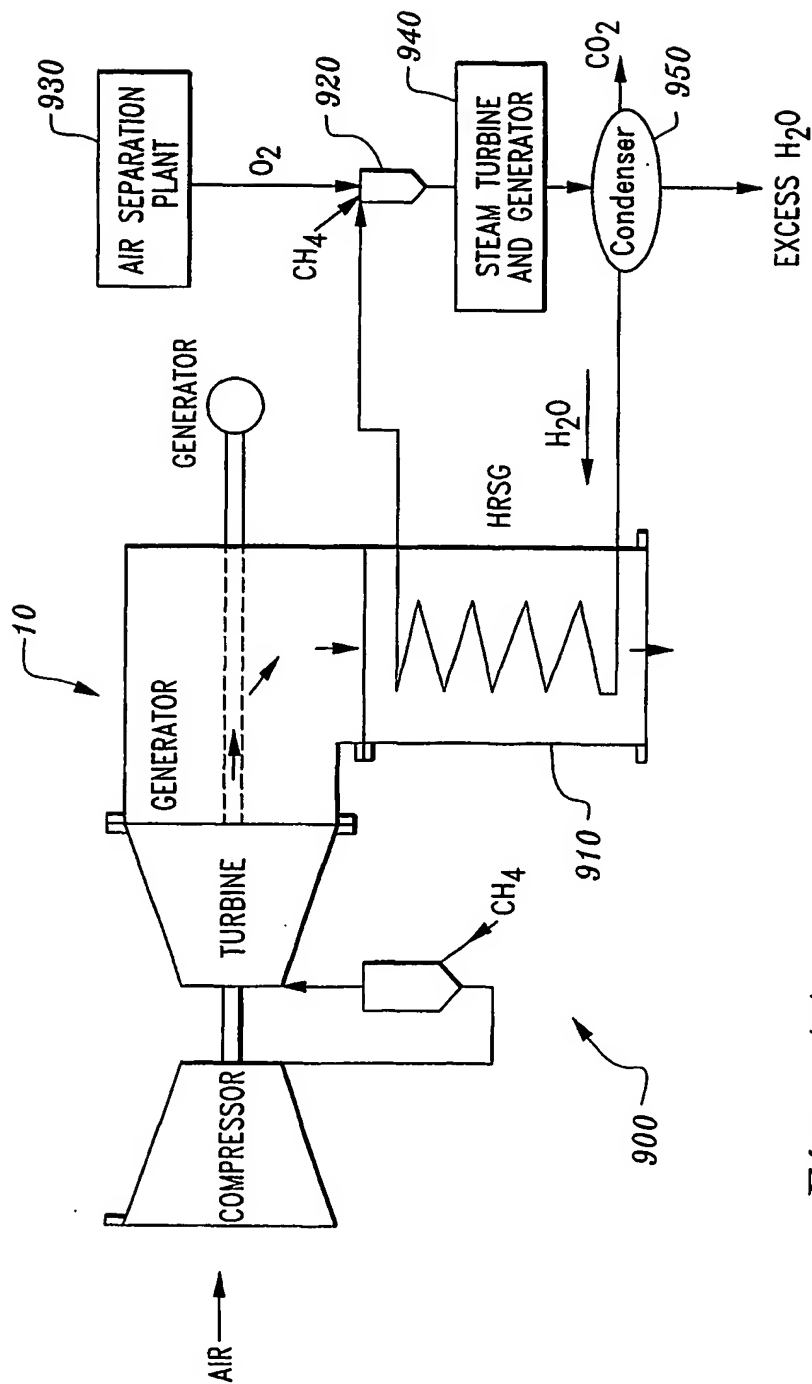 930
AIR SEPARATION
PLANT
O2
920
CH4
940
STEAM TURBINE
AND GENERATOR
CO2
Condenser
950
EXCESS H2O
GENERATOR
H2O
HRSG
10
GENERATOR
TURBINE
910
CH4
COMPRESSOR
900
AIR